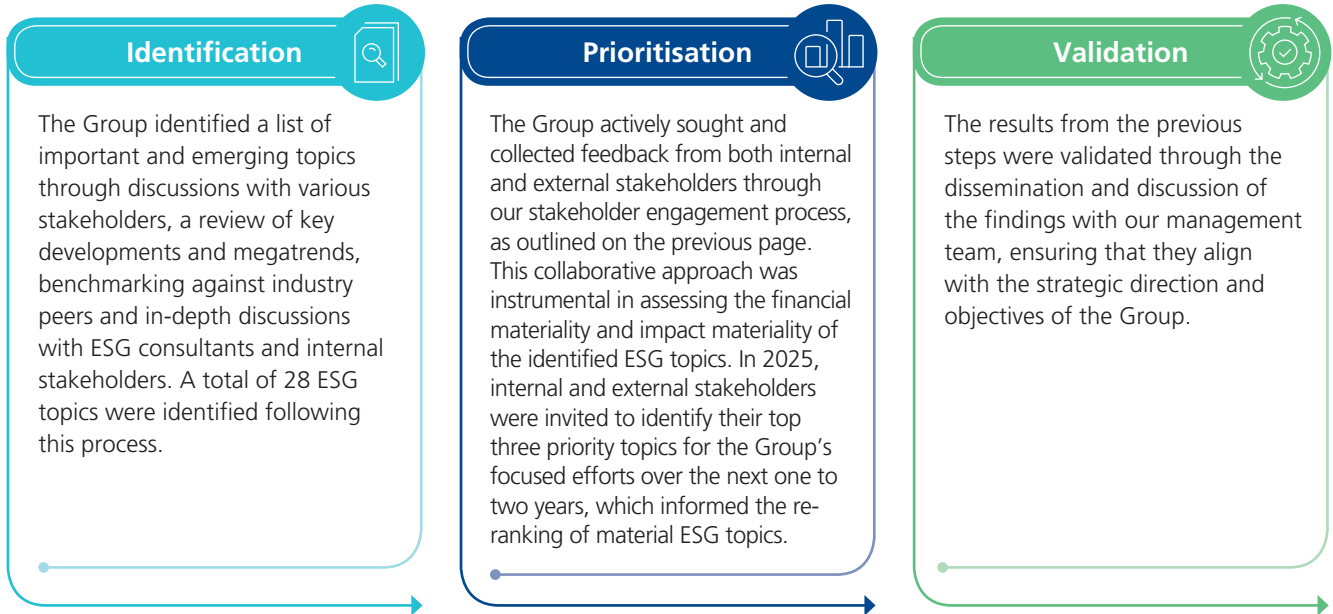 Identification
The Group identified a list of
important and emerging topics
through discussions with various
stakeholders, a review of key
developments and megatrends,
benchmarking against industry
peers and in-depth discussions
with ESG consultants and internal
stakeholders. A total of 28 ESG
topics were identified following
this process.
Prioritisation
The Group actively sought and
collected feedback from both internal
and external stakeholders through
our stakeholder engagement process,
as outlined on the previous page.
This collaborative approach was
instrumental in assessing the financial
materiality and impact materiality of
the identified ESG topics. In 2025,
internal and external stakeholders
were invited to identify their top
three priority topics for the Group's
focused efforts over the next one to
two years, which informed the re-
ranking of material ESG topics.
Validation
The results from the previous
steps were validated through the
dissemination and discussion of
the findings with our management
team, ensuring that they align
with the strategic direction and
objectives of the Group.